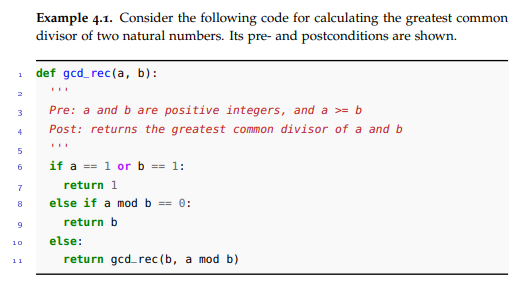 Example 4.1. Consider the following code for calculating the greatest common
divisor of two natural numbers. Its pre- and postconditions are shown.
1 def gcd_rec(a, b):
2 '''
3 Pre: a and b are positive integers, and a >= b
4 Post: returns the greatest common divisor of a and b
5 '''
6 if a == 1 or b == 1:
7 return 1
8 else if a mod b == 0:
9 return b
10 else:
11 return gcd_rec(b, a mod b)